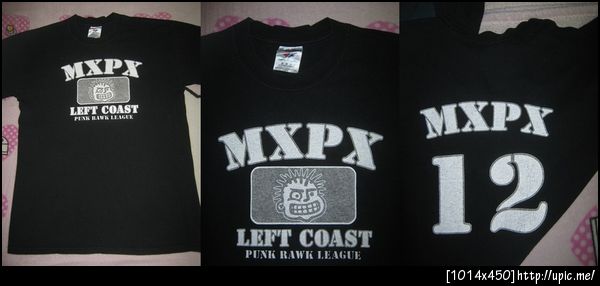 MXPX
LEFT COAST
PUNK RAWK LEAGUE
MXPX
LEFT COAST
PUNK RAWK LEAGUE
MXPX
12
[1014x450]http://upic.me/